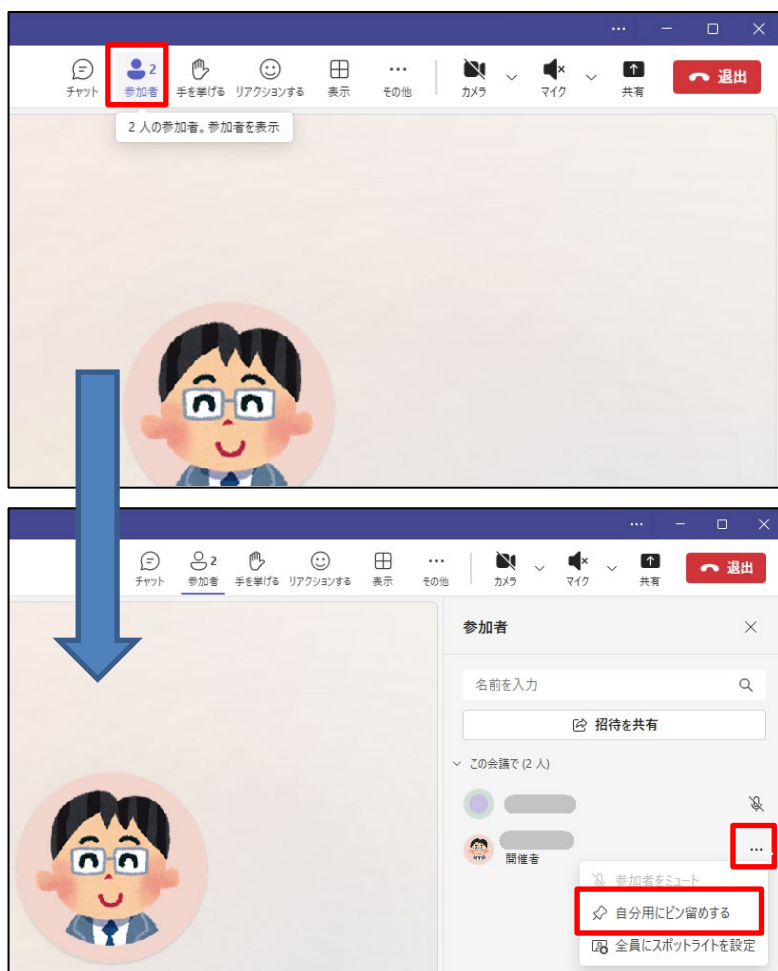 2
チャット 参加者 手を挙げる リアクションする 表示 その他 カメラ マイク 共有 退出
2 人の参加者。参加者を表示
2
チャット 参加者 手を挙げる リアクションする 表示 その他 カメラ マイク 共有 退出
参加者
名前を入力
招待を共有
この会議で (2 人)
開催者
参加者をミュート
自分用にピン留めする
全員にスポットライトを設定